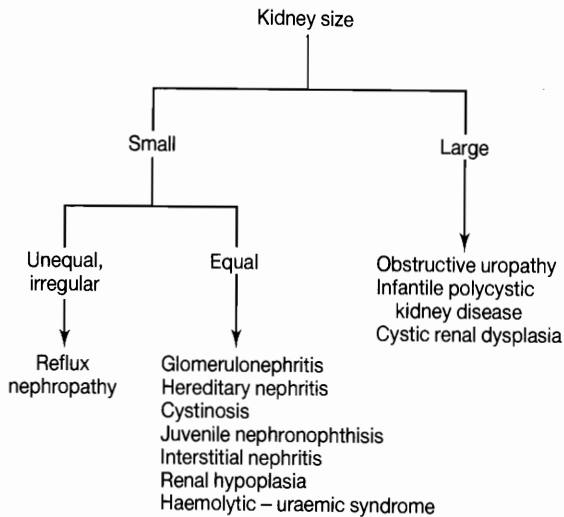 Kidney size
Small
Large
Unequal,
irregular
Equal
Obstructive uropathy
Infantile polycystic
kidney disease
Cystic renal dysplasia
Reflux
nephropathy
Glomerulonephritis
Hereditary nephritis
Cystinosis
Juvenile nephronophthisis
Interstitial nephritis
Renal hypoplasia
Haemolytic – uraemic syndrome